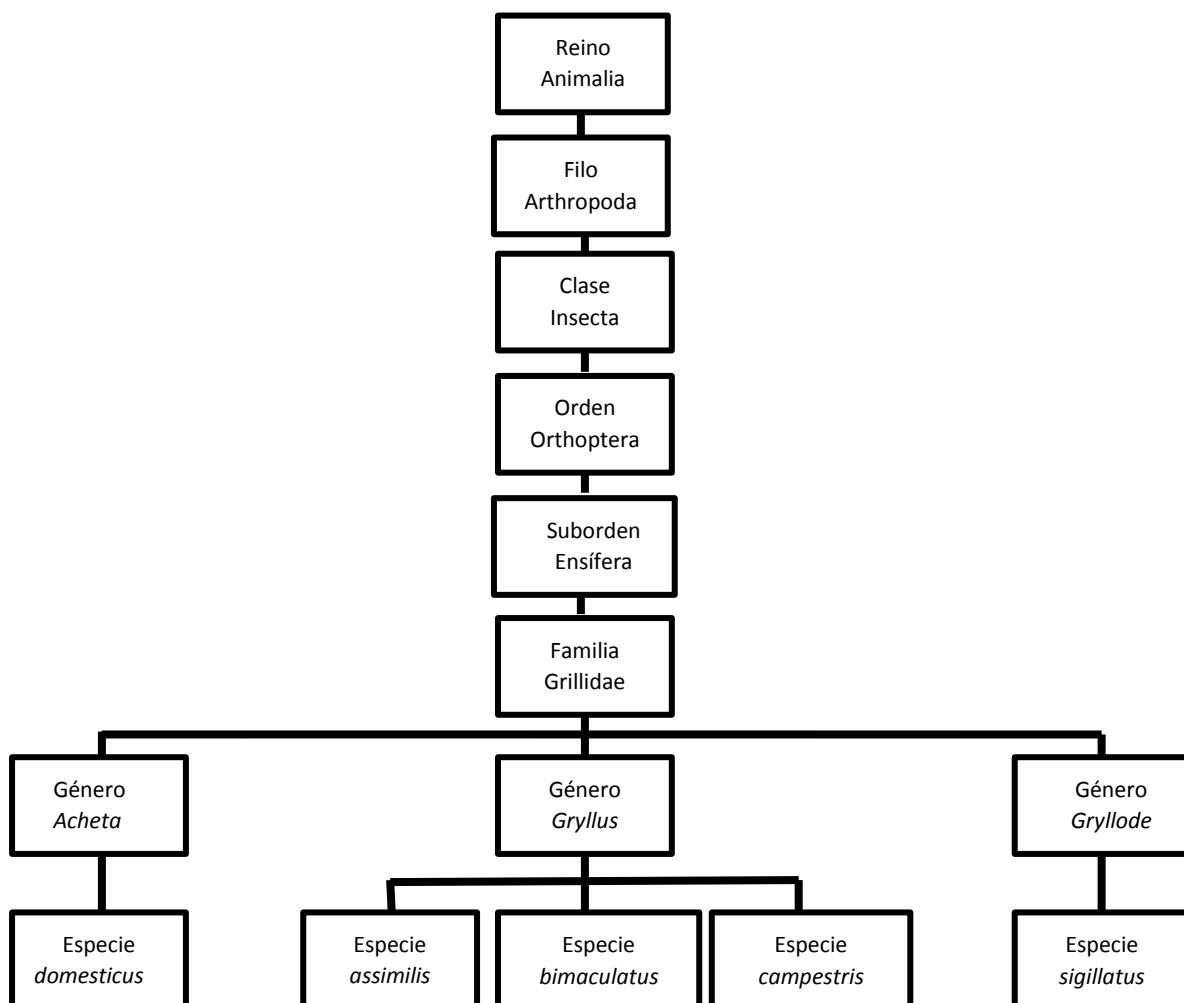 Reino
Animalia
Filo
Arthropoda
Clase
Insecta
Orden
Orthoptera
Suborden
Ensífera
Familia
Grillidae
Género
Acheta
Género
Gryllus
Género
Gryllode
Especie
domesticus
Especie
assimilis
Especie
bimaculatus
Especie
campestris
Especie
sigillatus